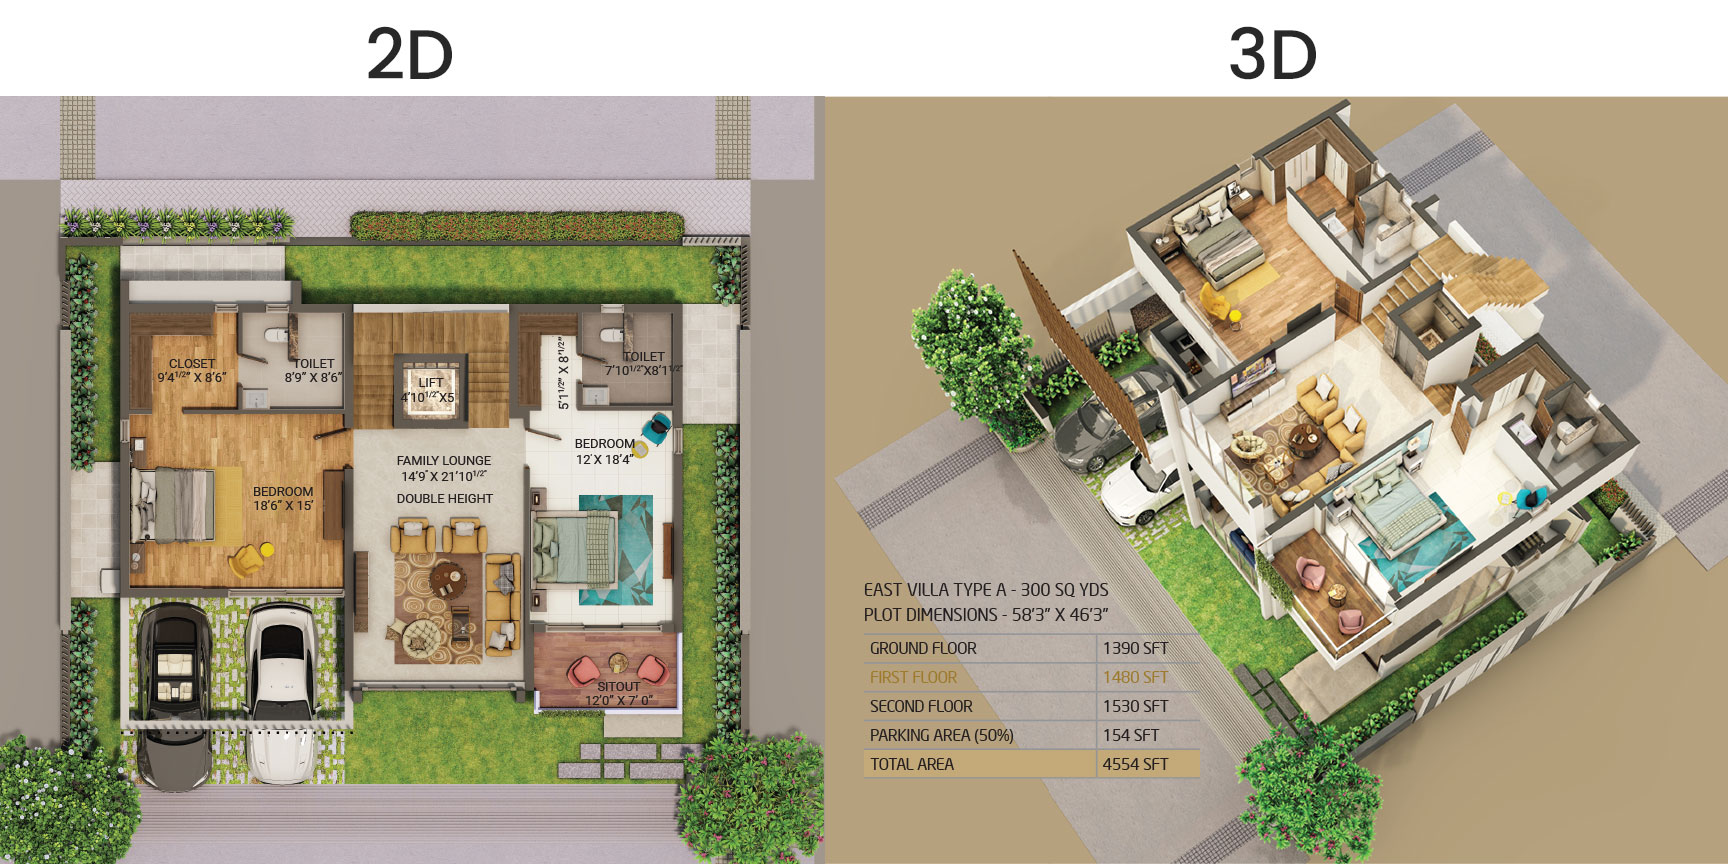 2D
3D
CLOSET
9'4½" X 8'6"
TOILET
8'9" X 8'6"
LIFT
4'10½"X5'
5'1½" X 8'½"
TOILET
7'10½"X8'1½"
BEDROOM
12' X 18'4"
FAMILY LOUNGE
14'9" X 21'10½"
DOUBLE HEIGHT
BEDROOM
18'6" X 15'
SITOUT
12'0" X 7' 0"
EAST VILLA TYPE A - 300 SQ YDS
PLOT DIMENSIONS - 58'3" X 46'3"
GROUND FLOOR 1390 SFT
FIRST FLOOR 1480 SFT
SECOND FLOOR 1530 SFT
PARKING AREA (50%) 154 SFT
TOTAL AREA 4554 SFT